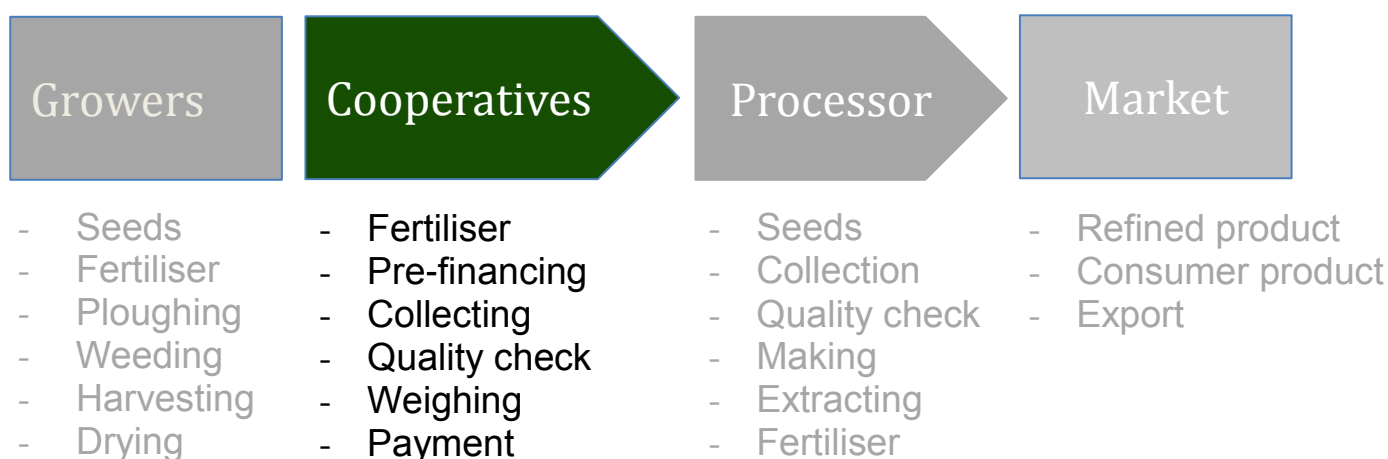 Growers
- Seeds
- Fertiliser
- Ploughing
- Weeding
- Harvesting
- Drying
Cooperatives
- Fertiliser
- Pre-financing
- Collecting
- Quality check
- Weighing
- Payment
Processor
- Seeds
- Collection
- Quality check
- Making
- Extracting
- Fertiliser
Market
- Refined product
- Consumer product
- Export